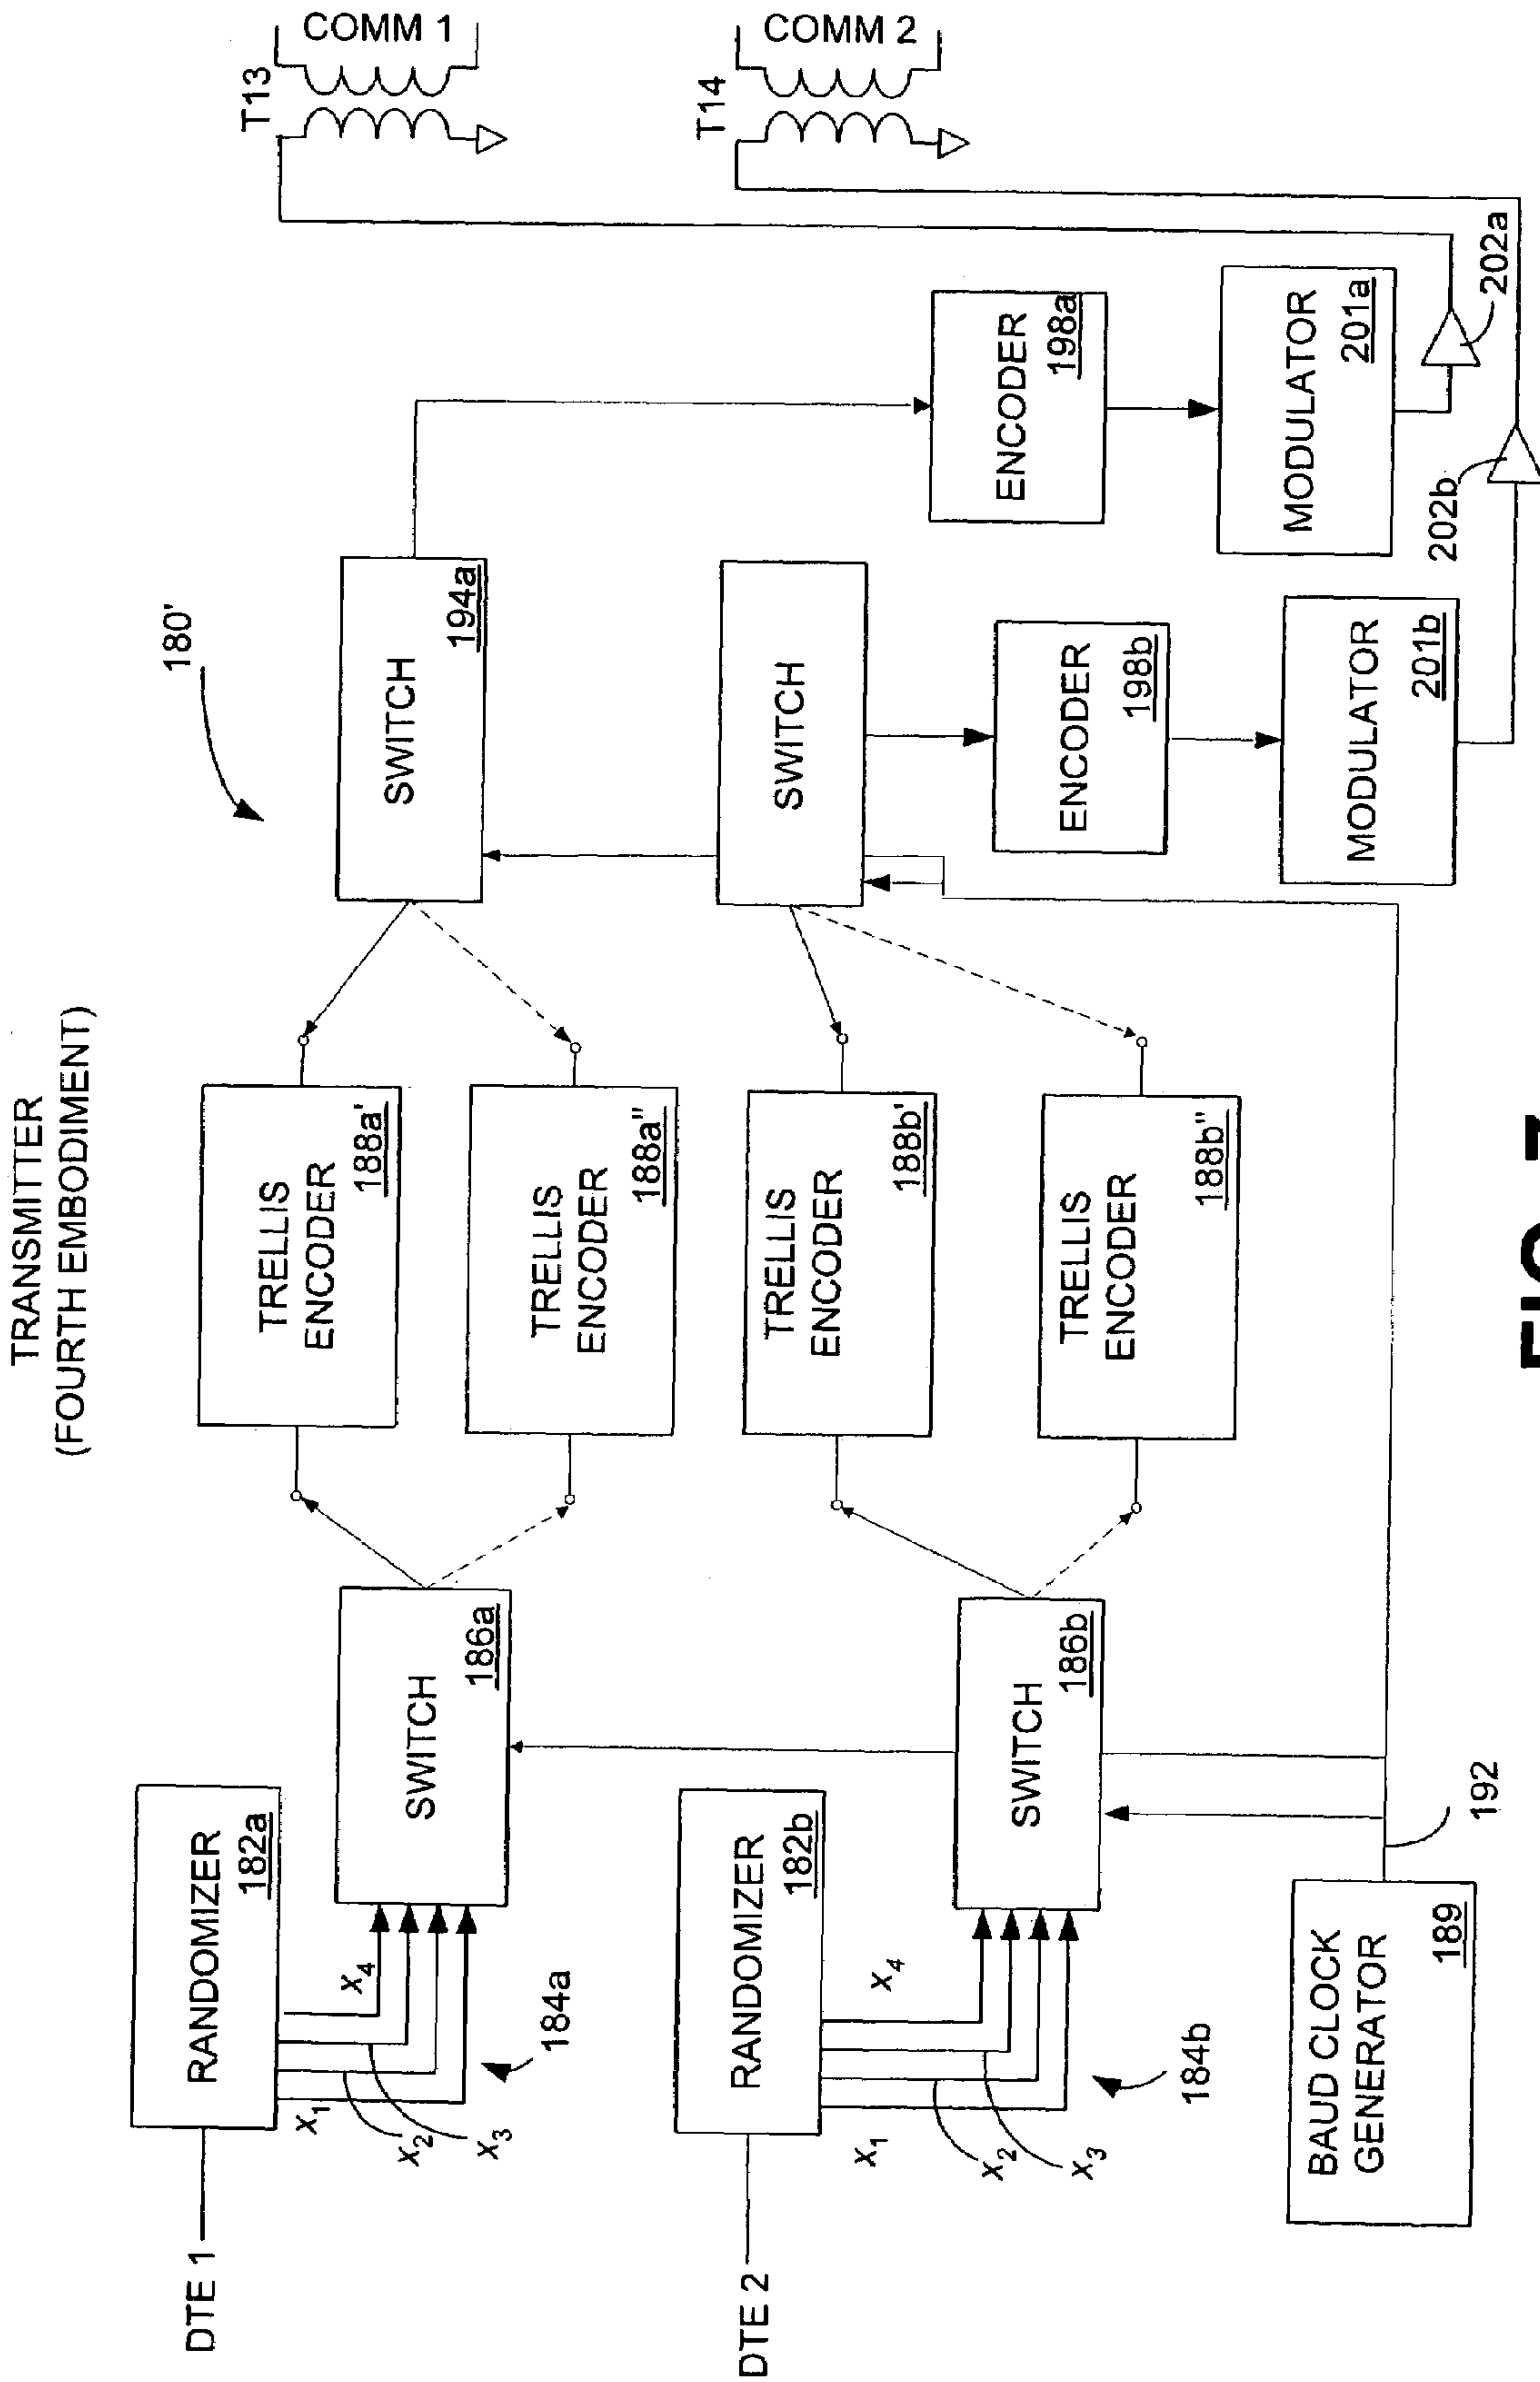 TRANSMITTER
(FOURTH EMBODIMENT)
180'
DTE 1
RANDOMIZER
182a
x1
x2
x3
x4
184a
SWITCH
186a
TRELLIS
ENCODER
188a'
TRELLIS
ENCODER
188a"
SWITCH
194a
T13
COMM 1
DTE 2
RANDOMIZER
182b
x1
x2
x3
x4
184b
SWITCH
186b
TRELLIS
ENCODER
188b'
TRELLIS
ENCODER
188b"
SWITCH
T14
COMM 2
ENCODER
198a
ENCODER
198b
MODULATOR
201a
MODULATOR
201b
202a
202b
BAUD CLOCK
GENERATOR
189
192